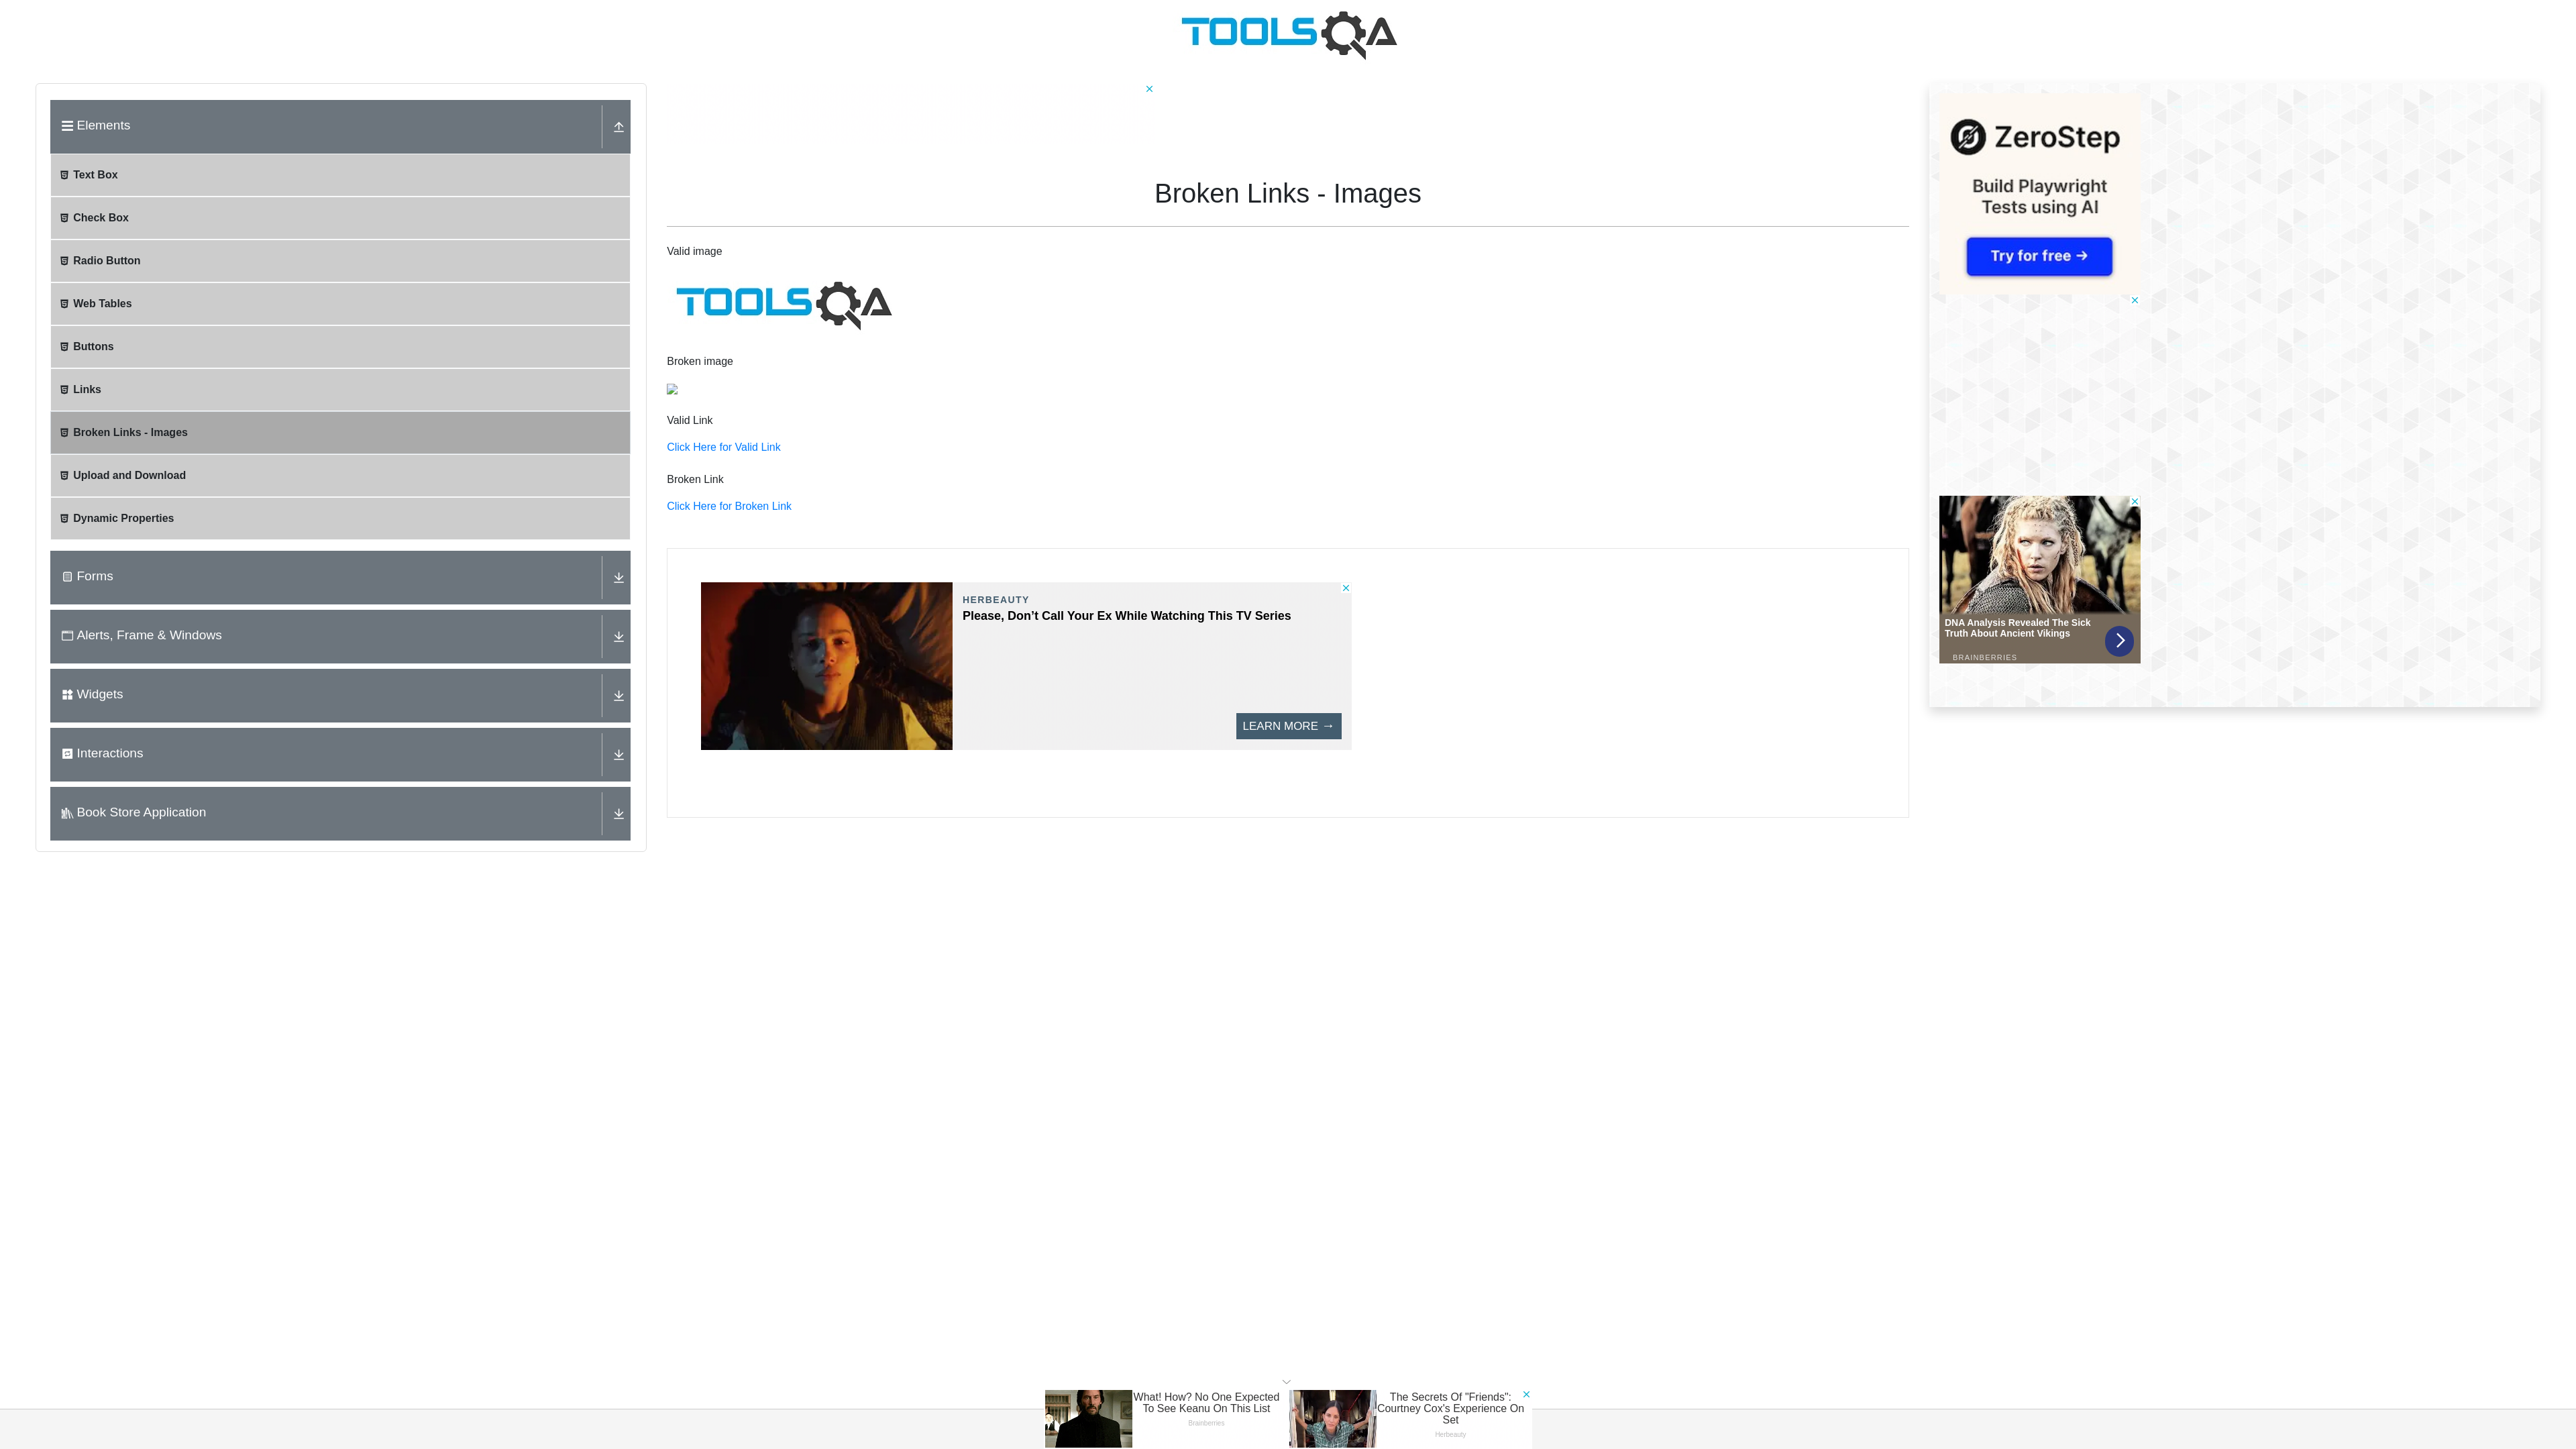 TOOLSQA
Elements
Text Box
Check Box
Radio Button
Web Tables
Buttons
Links
Broken Links - Images
Upload and Download
Dynamic Properties
Forms
Alerts, Frame & Windows
Widgets
Interactions
Book Store Application
Broken Links - Images
Valid image
TOOLSQA
Broken image
Valid Link
Click Here for Valid Link
Broken Link
Click Here for Broken Link
HERBEAUTY
Please, Don’t Call Your Ex While Watching This TV Series
LEARN MORE →
ZeroStep
Build Playwright
Tests using AI
Try for free →
DNA Analysis Revealed The Sick
Truth About Ancient Vikings
BRAINBERRIES
What! How? No One Expected
To See Keanu On This List
Brainberries
The Secrets Of "Friends":
Courtney Cox's Experience On
Set
Herbeauty